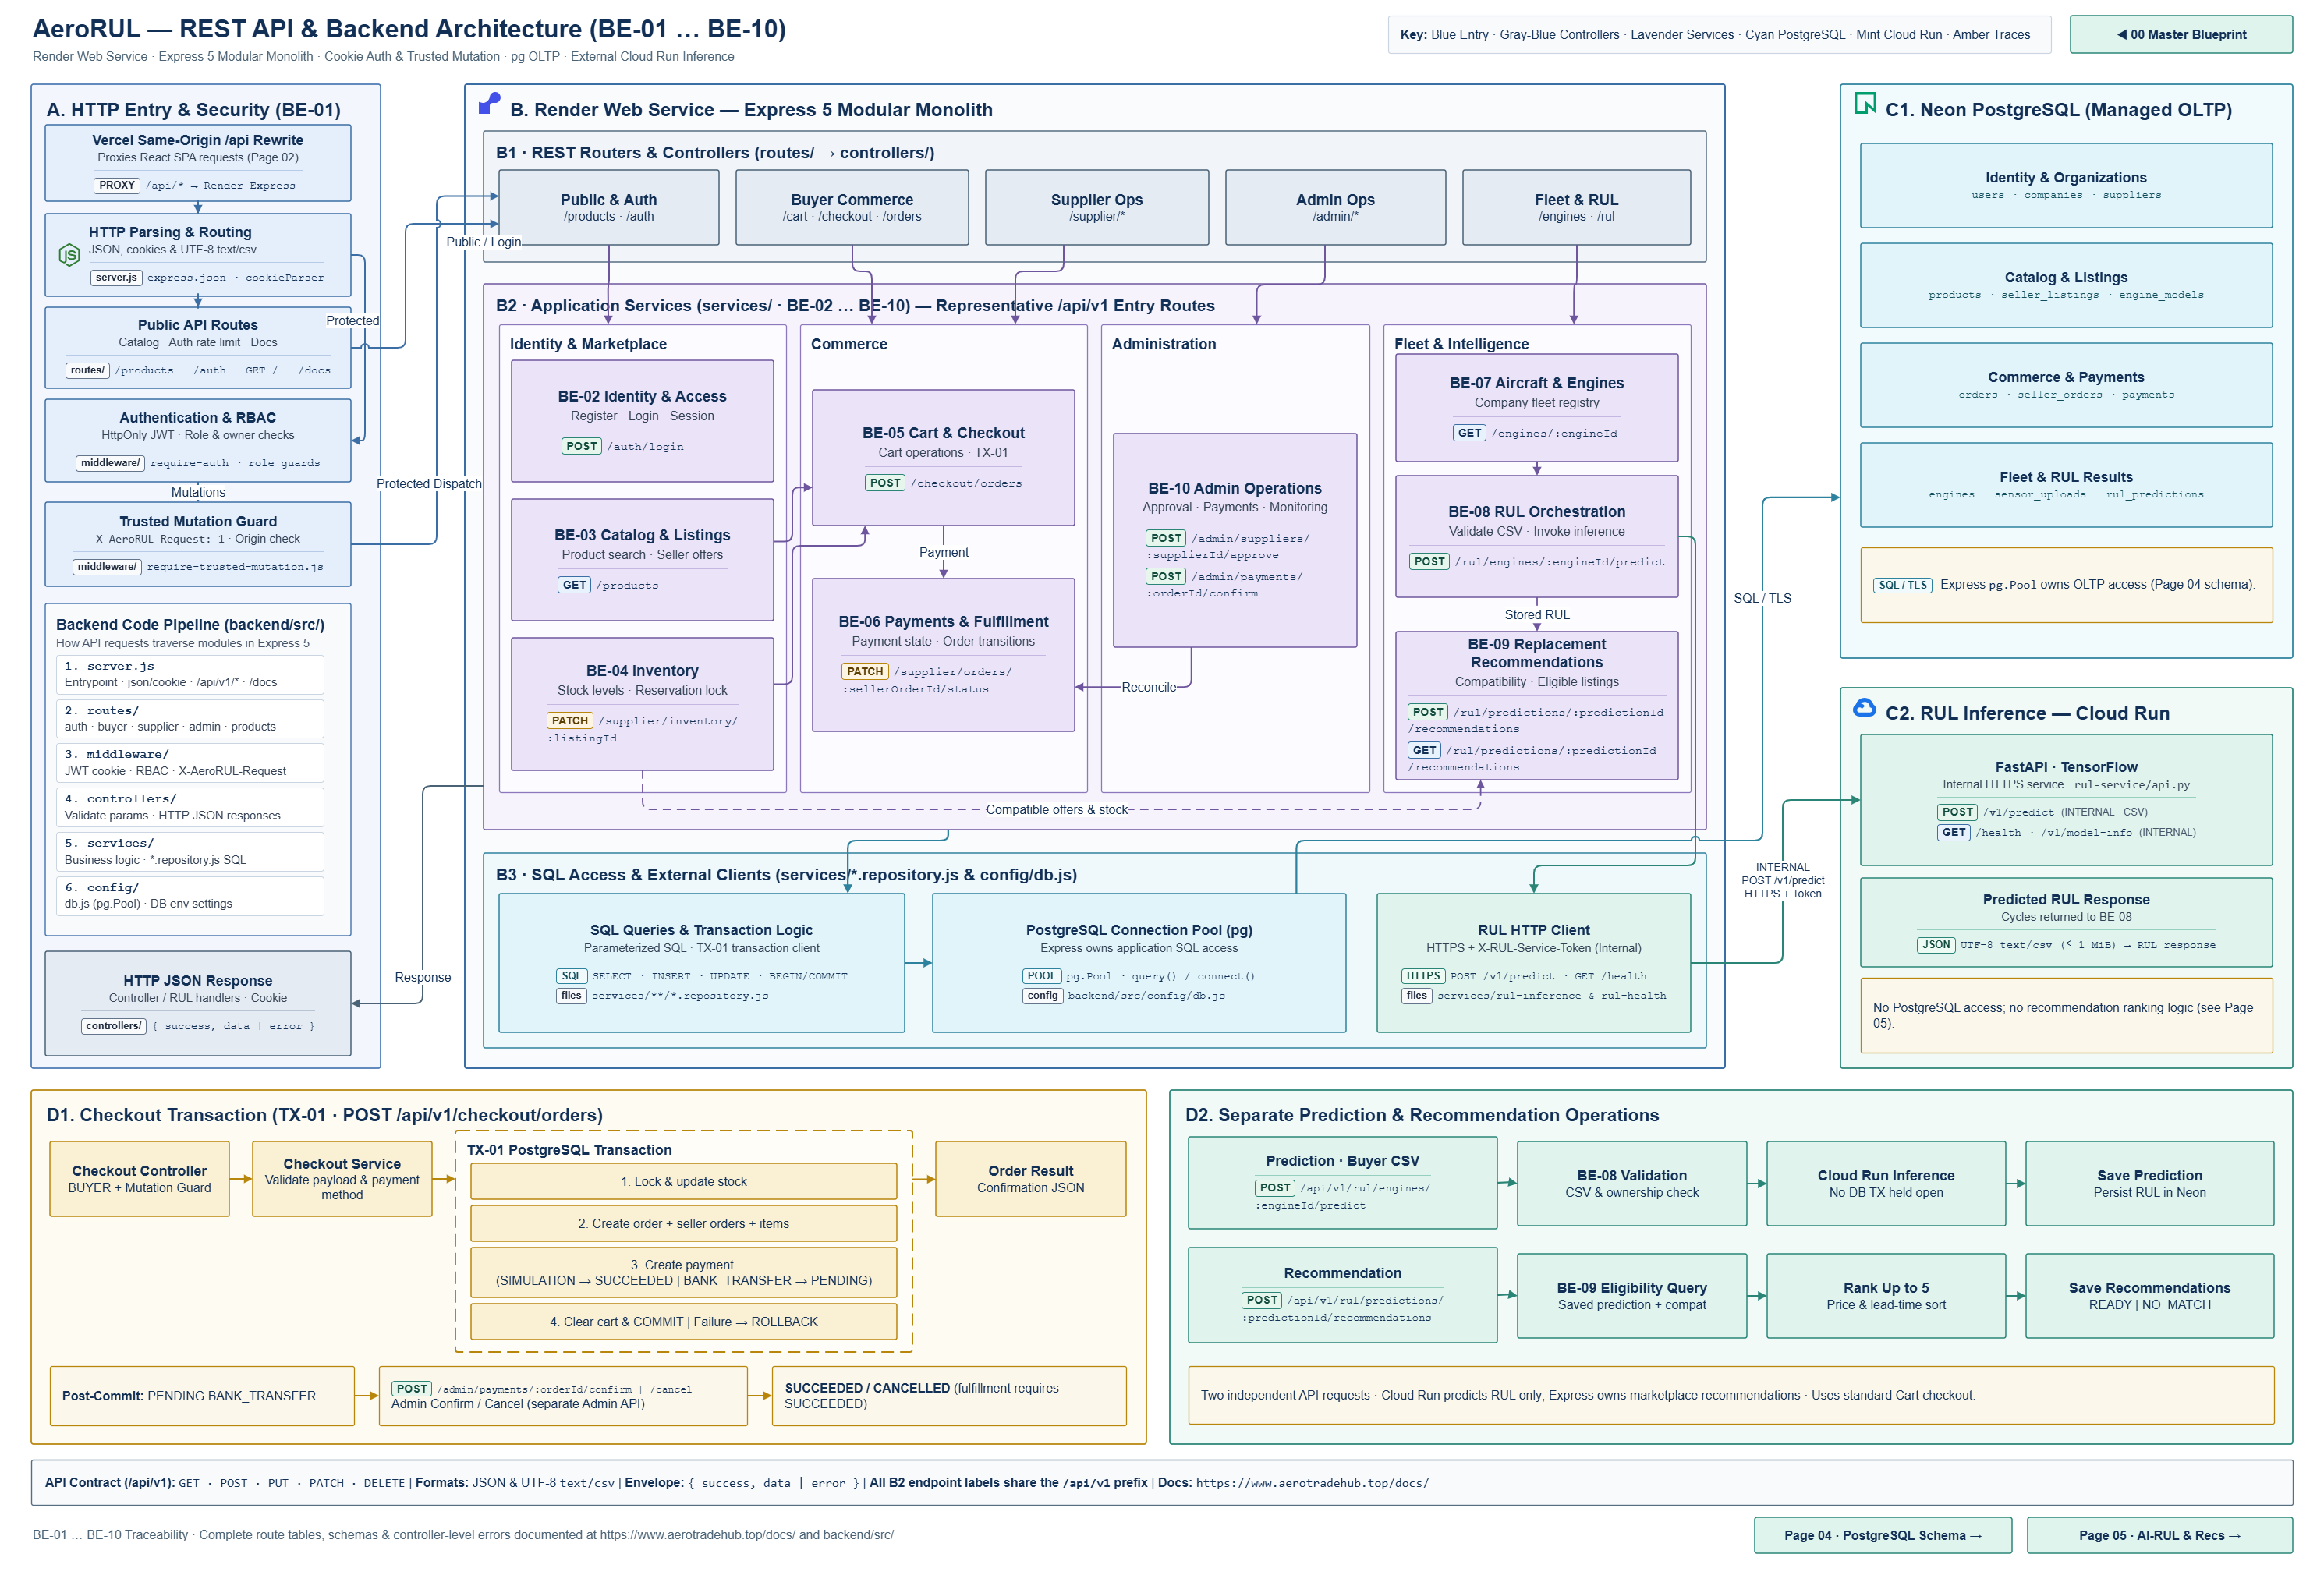 AeroRUL — REST API & Backend Architecture (BE-01 … BE-10)
Render Web Service · Express 5 Modular Monolith · Cookie Auth & Trusted Mutation · pg OLTP · External Cloud Run Inference
Key: Blue Entry · Gray-Blue Controllers · Lavender Services · Cyan PostgreSQL · Mint Cloud Run · Amber Traces
◀ 00 Master Blueprint
A. HTTP Entry & Security (BE-01)
Vercel Same-Origin /api Rewrite
Proxies React SPA requests (Page 02)
PROXY /api/* → Render Express
HTTP Parsing & Routing
JSON, cookies & UTF-8 text/csv
server.js express.json · cookieParser
Public API Routes
Catalog · Auth rate limit · Docs
routes/ /products · /auth · GET / · /docs
Protected
Authentication & RBAC
HttpOnly JWT · Role & owner checks
middleware/ require-auth · role guards
Mutations
Trusted Mutation Guard
X-AeroRUL-Request: 1 · Origin check
middleware/ require-trusted-mutation.js
Public / Login
Protected Dispatch
Backend Code Pipeline (backend/src/)
How API requests traverse modules in Express 5
1. server.js
Entrypoint · json/cookie · /api/v1/* · /docs
2. routes/
auth · buyer · supplier · admin · products
3. middleware/
JWT cookie · RBAC · X-AeroRUL-Request
4. controllers/
Validate params · HTTP JSON responses
5. services/
Business logic · *.repository.js SQL
6. config/
db.js (pg.Pool) · DB env settings
HTTP JSON Response
Controller / RUL handlers · Cookie
controllers/ { success, data | error }
Response
B. Render Web Service — Express 5 Modular Monolith
B1 · REST Routers & Controllers (routes/ → controllers/)
Public & Auth
/products · /auth
Buyer Commerce
/cart · /checkout · /orders
Supplier Ops
/supplier/*
Admin Ops
/admin/*
Fleet & RUL
/engines · /rul
B2 · Application Services (services/ · BE-02 … BE-10) — Representative /api/v1 Entry Routes
Identity & Marketplace
BE-02 Identity & Access
Register · Login · Session
POST /auth/login
BE-03 Catalog & Listings
Product search · Seller offers
GET /products
BE-04 Inventory
Stock levels · Reservation lock
PATCH /supplier/inventory/
:listingId
Commerce
BE-05 Cart & Checkout
Cart operations · TX-01
POST /checkout/orders
Payment
BE-06 Payments & Fulfillment
Payment state · Order transitions
PATCH /supplier/orders/
:sellerOrderId/status
Administration
BE-10 Admin Operations
Approval · Payments · Monitoring
POST /admin/suppliers/
:supplierId/approve
POST /admin/payments/
:orderId/confirm
Reconcile
Fleet & Intelligence
BE-07 Aircraft & Engines
Company fleet registry
GET /engines/:engineId
BE-08 RUL Orchestration
Validate CSV · Invoke inference
POST /rul/engines/:engineId/predict
Stored RUL
BE-09 Replacement
Recommendations
Compatibility · Eligible listings
POST /rul/predictions/:predictionId
/recommendations
GET /rul/predictions/:predictionId
/recommendations
Compatible offers & stock
B3 · SQL Access & External Clients (services/*.repository.js & config/db.js)
SQL Queries & Transaction Logic
Parameterized SQL · TX-01 transaction client
SQL SELECT · INSERT · UPDATE · BEGIN/COMMIT
files services/**/*.repository.js
PostgreSQL Connection Pool (pg)
Express owns application SQL access
POOL pg.Pool · query() / connect()
config backend/src/config/db.js
RUL HTTP Client
HTTPS + X-RUL-Service-Token (Internal)
HTTPS POST /v1/predict · GET /health
files services/rul-inference & rul-health
SQL / TLS
INTERNAL
POST /v1/predict
HTTPS + Token
C1. Neon PostgreSQL (Managed OLTP)
Identity & Organizations
users · companies · suppliers
Catalog & Listings
products · seller_listings · engine_models
Commerce & Payments
orders · seller_orders · payments
Fleet & RUL Results
engines · sensor_uploads · rul_predictions
SQL / TLS Express pg.Pool owns OLTP access (Page 04 schema).
C2. RUL Inference — Cloud Run
FastAPI · TensorFlow
Internal HTTPS service · rul-service/api.py
POST /v1/predict (INTERNAL · CSV)
GET /health · /v1/model-info (INTERNAL)
Predicted RUL Response
Cycles returned to BE-08
JSON UTF-8 text/csv (≤ 1 MiB) → RUL response
No PostgreSQL access; no recommendation ranking logic (see Page
05).
D1. Checkout Transaction (TX-01 · POST /api/v1/checkout/orders)
Checkout Controller
BUYER + Mutation Guard
Checkout Service
Validate payload & payment
method
TX-01 PostgreSQL Transaction
1. Lock & update stock
2. Create order + seller orders + items
3. Create payment
(SIMULATION → SUCCEEDED | BANK_TRANSFER → PENDING)
4. Clear cart & COMMIT | Failure → ROLLBACK
Order Result
Confirmation JSON
Post-Commit: PENDING BANK_TRANSFER
POST /admin/payments/:orderId/confirm | /cancel
Admin Confirm / Cancel (separate Admin API)
SUCCEEDED / CANCELLED (fulfillment requires
SUCCEEDED)
D2. Separate Prediction & Recommendation Operations
Prediction · Buyer CSV
POST /api/v1/rul/engines/
:engineId/predict
BE-08 Validation
CSV & ownership check
Cloud Run Inference
No DB TX held open
Save Prediction
Persist RUL in Neon
Recommendation
POST /api/v1/rul/predictions/
:predictionId/recommendations
BE-09 Eligibility Query
Saved prediction + compat
Rank Up to 5
Price & lead-time sort
Save Recommendations
READY | NO_MATCH
Two independent API requests · Cloud Run predicts RUL only; Express owns marketplace recommendations · Uses standard Cart checkout.
API Contract (/api/v1): GET · POST · PUT · PATCH · DELETE | Formats: JSON & UTF-8 text/csv | Envelope: { success, data | error } | All B2 endpoint labels share the /api/v1 prefix | Docs: https://www.aerotradehub.top/docs/
BE-01 … BE-10 Traceability · Complete route tables, schemas & controller-level errors documented at https://www.aerotradehub.top/docs/ and backend/src/
Page 04 · PostgreSQL Schema →
Page 05 · AI-RUL & Recs →